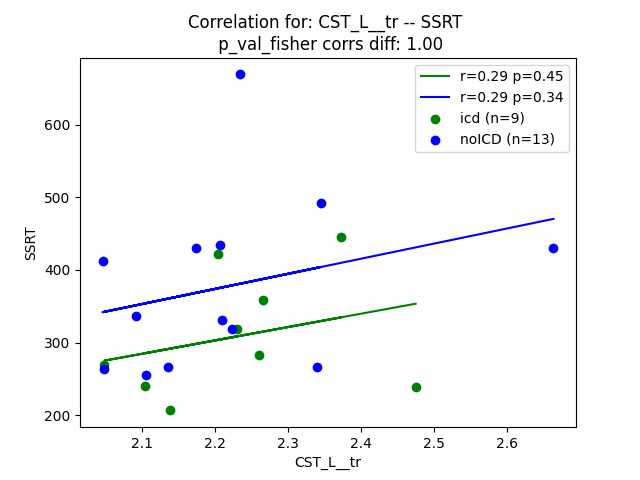 Correlation for: CST_L__tr -- SSRT
p_val_fisher corrs diff: 1.00
r=0.29 p=0.45
r=0.29 p=0.34
icd (n=9)
noICD (n=13)
SSRT
600
500
400
300
200
2.1 2.2 2.3 2.4 2.5 2.6
CST_L__tr